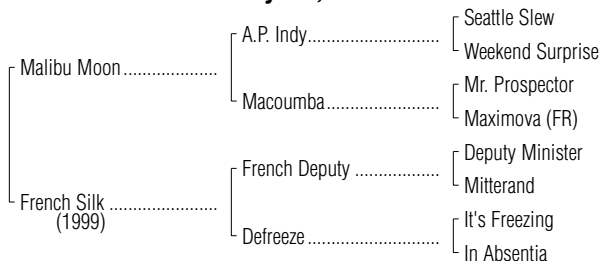 Seattle Slew
A.P. Indy
Weekend Surprise
Malibu Moon
Mr. Prospector
Macoumba
Maximova (FR)
Deputy Minister
French Deputy
Mitterand
French Silk
(1999)
It's Freezing
Defreeze
In Absentia